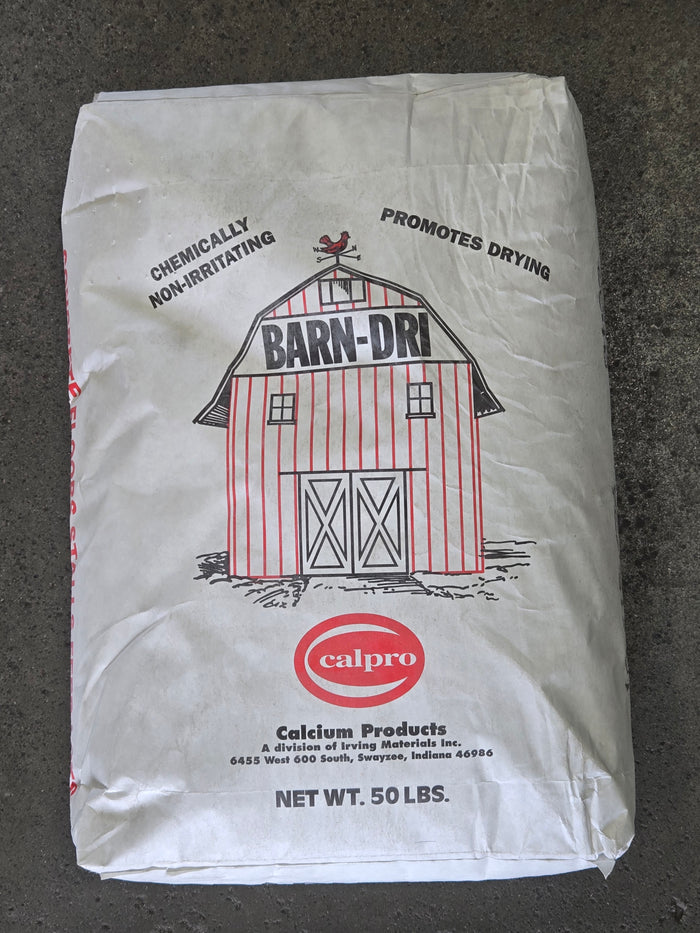 CHEMICALLY
NON-IRRITATING
PROMOTES DRYING
N
W
S
E
BARN-DRI
calpro
Calcium Products
A division of Irving Materials Inc.
6455 West 600 South, Swayzee, Indiana 46986
NET WT. 50 LBS.
FLOORS